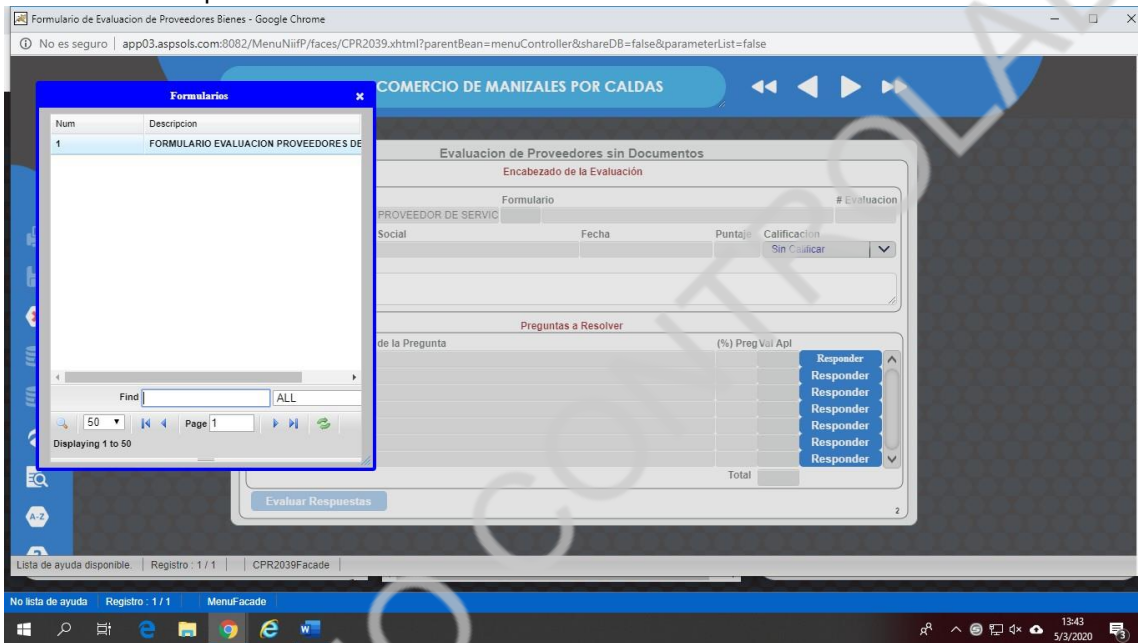 Formulario de Evaluacion de Proveedores Bienes - Google Chrome
No es seguro | app03.aspsols.com:8082/MenuNiifP/faces/CPR2039.xhtml?parentBean=menuController&shareDB=false&parameterList=false
COMERCIO DE MANIZALES POR CALDAS
Formularios
Num Descripcion
1 FORMULARIO EVALUACION PROVEEDORES DE
Find ALL
50 Page 1
Displaying 1 to 50
Evaluacion de Proveedores sin Documentos
Encabezado de la Evaluación
Formulario # Evaluacion
PROVEEDOR DE SERVIC
Social Fecha Puntaje Calificacion
Sin Calificar
Preguntas a Resolver
de la Pregunta (%) Preg Val Apl
Responder
Responder
Responder
Responder
Responder
Responder
Responder
Total
Evaluar Respuestas
2
A-Z
Lista de ayuda disponible. | Registro : 1 / 1 | CPR2039Facade |
No lista de ayuda Registro : 1 / 1 MenuFacade
13:43
5/3/2020
3
CONTROLA